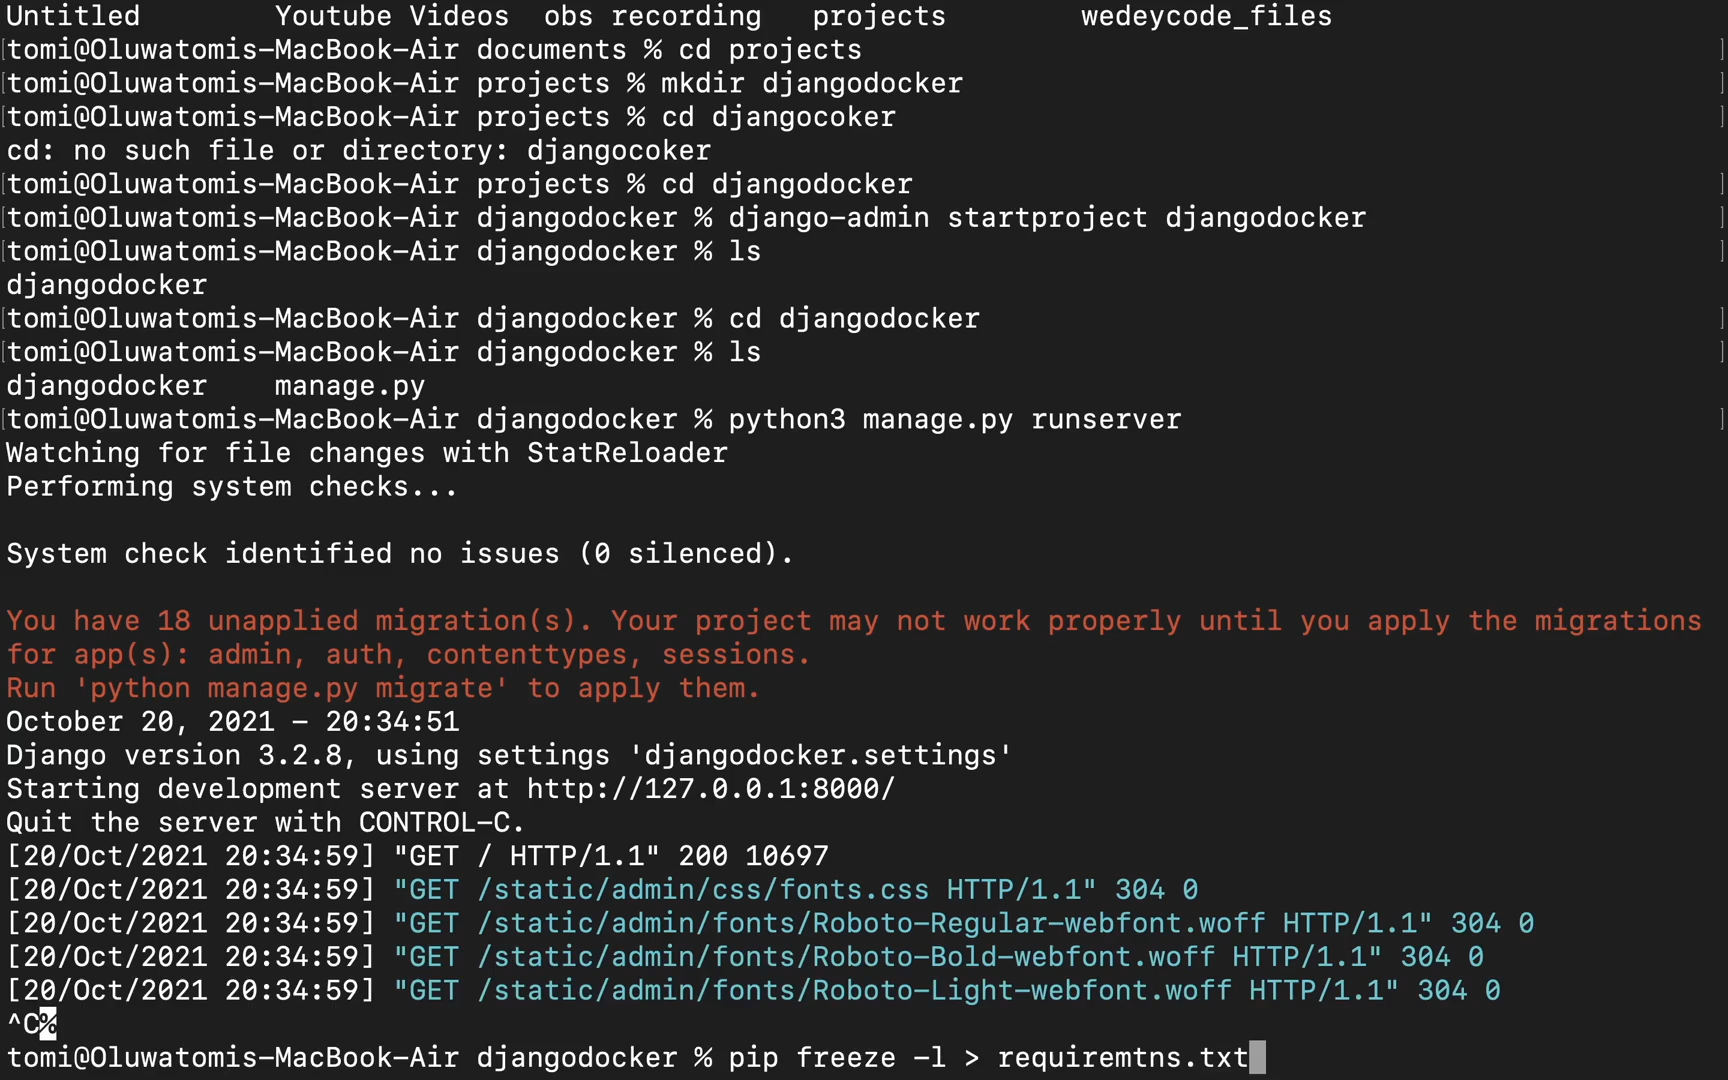 Untitled Youtube Videos obs recording projects wedeycode_files
[tomi@Oluwatomis-MacBook-Air documents % cd projects ]
[tomi@Oluwatomis-MacBook-Air projects % mkdir djangodocker ]
[tomi@Oluwatomis-MacBook-Air projects % cd djangocoker ]
cd: no such file or directory: djangocoker
[tomi@Oluwatomis-MacBook-Air projects % cd djangodocker ]
[tomi@Oluwatomis-MacBook-Air djangodocker % django-admin startproject djangodocker ]
[tomi@Oluwatomis-MacBook-Air djangodocker % ls ]
djangodocker
[tomi@Oluwatomis-MacBook-Air djangodocker % cd djangodocker ]
[tomi@Oluwatomis-MacBook-Air djangodocker % ls ]
djangodocker manage.py
[tomi@Oluwatomis-MacBook-Air djangodocker % python3 manage.py runserver ]
Watching for file changes with StatReloader
Performing system checks...
System check identified no issues (0 silenced).
You have 18 unapplied migration(s). Your project may not work properly until you apply the migrations
for app(s): admin, auth, contenttypes, sessions.
Run 'python manage.py migrate' to apply them.
October 20, 2021 - 20:34:51
Django version 3.2.8, using settings 'djangodocker.settings'
Starting development server at http://127.0.0.1:8000/
Quit the server with CONTROL-C.
[20/Oct/2021 20:34:59] "GET / HTTP/1.1" 200 10697
[20/Oct/2021 20:34:59] "GET /static/admin/css/fonts.css HTTP/1.1" 304 0
[20/Oct/2021 20:34:59] "GET /static/admin/fonts/Roboto-Regular-webfont.woff HTTP/1.1" 304 0
[20/Oct/2021 20:34:59] "GET /static/admin/fonts/Roboto-Bold-webfont.woff HTTP/1.1" 304 0
[20/Oct/2021 20:34:59] "GET /static/admin/fonts/Roboto-Light-webfont.woff HTTP/1.1" 304 0
^C%
tomi@Oluwatomis-MacBook-Air djangodocker % pip freeze -l > requiremtns.txt